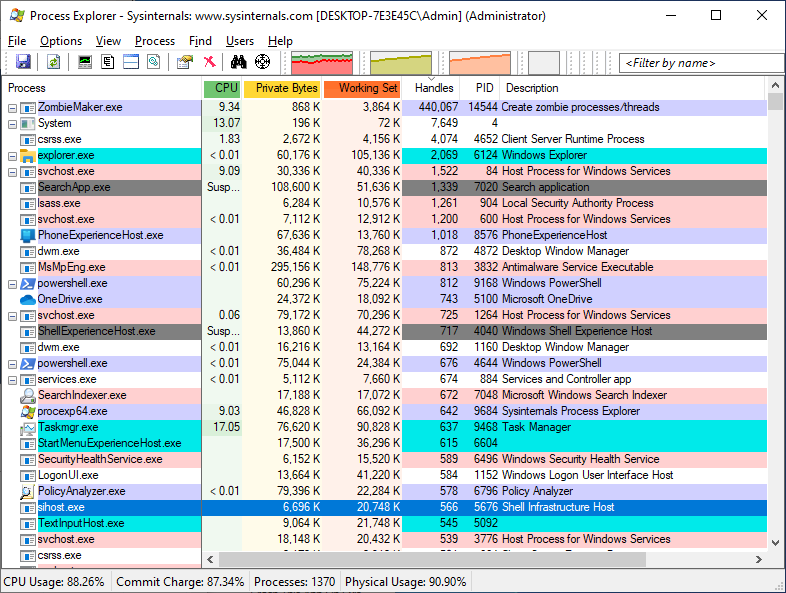 Process Explorer - Sysinternals: www.sysinternals.com [DESKTOP-7E3E45C\Admin] (Administrator)
File Options View Process Find Users Help
<Filter by name>
Process CPU Private Bytes Working Set Handles PID Description
ZombieMaker.exe 9.34 868 K 3,864 K 440,067 14544 Create zombie processes/threads
System 13.07 196 K 72 K 7,649 4
csrss.exe 1.83 2,672 K 4,156 K 4,074 4652 Client Server Runtime Process
explorer.exe < 0.01 60,176 K 105,136 K 2,069 6124 Windows Explorer
svchost.exe 9.09 30,336 K 40,336 K 1,522 84 Host Process for Windows Services
SearchApp.exe Susp... 108,600 K 51,636 K 1,339 7020 Search application
lsass.exe 6,284 K 10,576 K 1,261 904 Local Security Authority Process
svchost.exe < 0.01 7,112 K 12,912 K 1,200 600 Host Process for Windows Services
PhoneExperienceHost.exe 67,636 K 13,760 K 1,018 8576 PhoneExperienceHost
dwm.exe < 0.01 36,484 K 78,268 K 872 4872 Desktop Window Manager
MsMpEng.exe < 0.01 295,156 K 148,776 K 813 3832 Antimalware Service Executable
powershell.exe 60,296 K 75,224 K 812 9168 Windows PowerShell
OneDrive.exe 24,372 K 18,092 K 743 5100 Microsoft OneDrive
svchost.exe 0.06 79,172 K 70,296 K 725 1264 Host Process for Windows Services
ShellExperienceHost.exe Susp... 13,860 K 44,272 K 717 4040 Windows Shell Experience Host
dwm.exe < 0.01 16,216 K 13,164 K 692 1160 Desktop Window Manager
powershell.exe < 0.01 75,044 K 24,384 K 676 4644 Windows PowerShell
services.exe < 0.01 5,112 K 7,660 K 674 884 Services and Controller app
SearchIndexer.exe 17,188 K 17,072 K 672 7048 Microsoft Windows Search Indexer
procexp64.exe 9.03 46,828 K 66,092 K 642 9684 Sysinternals Process Explorer
Taskmgr.exe 17.05 76,620 K 90,828 K 637 9468 Task Manager
StartMenuExperienceHost.exe 17,500 K 36,296 K 615 6604
SecurityHealthService.exe 6,152 K 15,520 K 589 6496 Windows Security Health Service
LogonUI.exe 13,664 K 41,220 K 584 1152 Windows Logon User Interface Host
PolicyAnalyzer.exe < 0.01 79,396 K 22,284 K 578 6796 Policy Analyzer
sihost.exe 6,696 K 20,748 K 566 5676 Shell Infrastructure Host
TextInputHost.exe 9,064 K 21,748 K 545 5092
svchost.exe 18,148 K 20,432 K 539 3776 Host Process for Windows Services
csrss.exe
CPU Usage: 88.26% Commit Charge: 87.34% Processes: 1370 Physical Usage: 90.90%